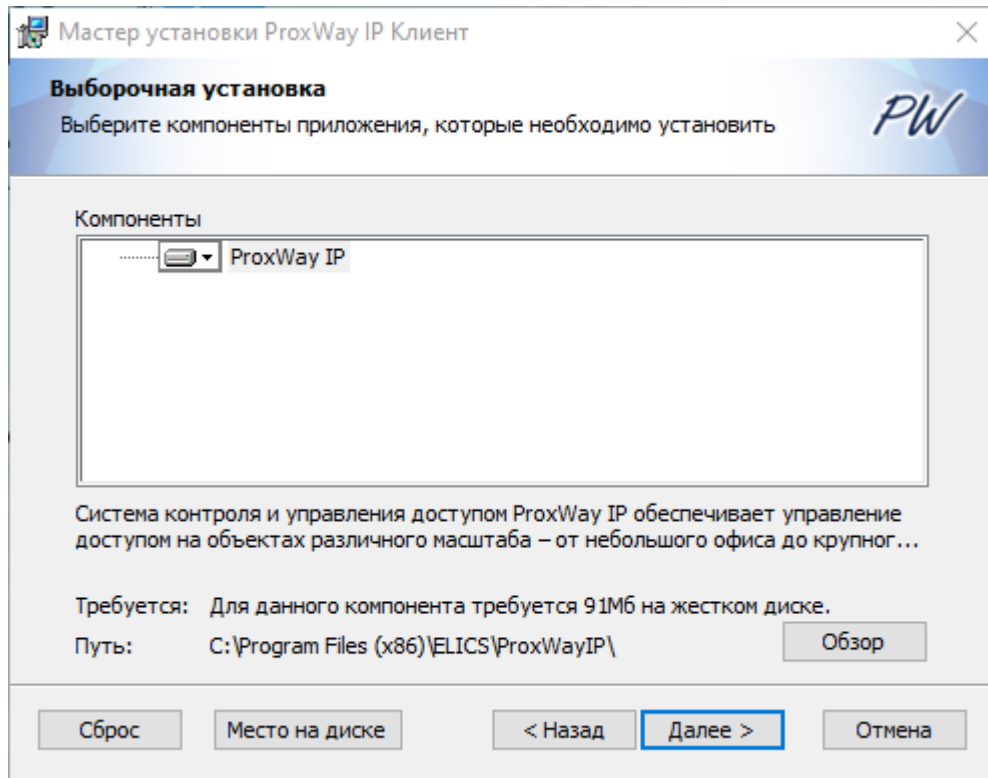 Мастер установки ProxWay IP Клиент
Выборочная установка
Выберите компоненты приложения, которые необходимо установить
PW
Компоненты
ProxWay IP
Система контроля и управления доступом ProxWay IP обеспечивает управление
доступом на объектах различного масштаба – от небольшого офиса до крупног...
Требуется: Для данного компонента требуется 91Мб на жестком диске.
Путь: C:\Program Files (x86)\ELICS\ProxWayIP\
Обзор
Сброс Место на диске < Назад Далее > Отмена